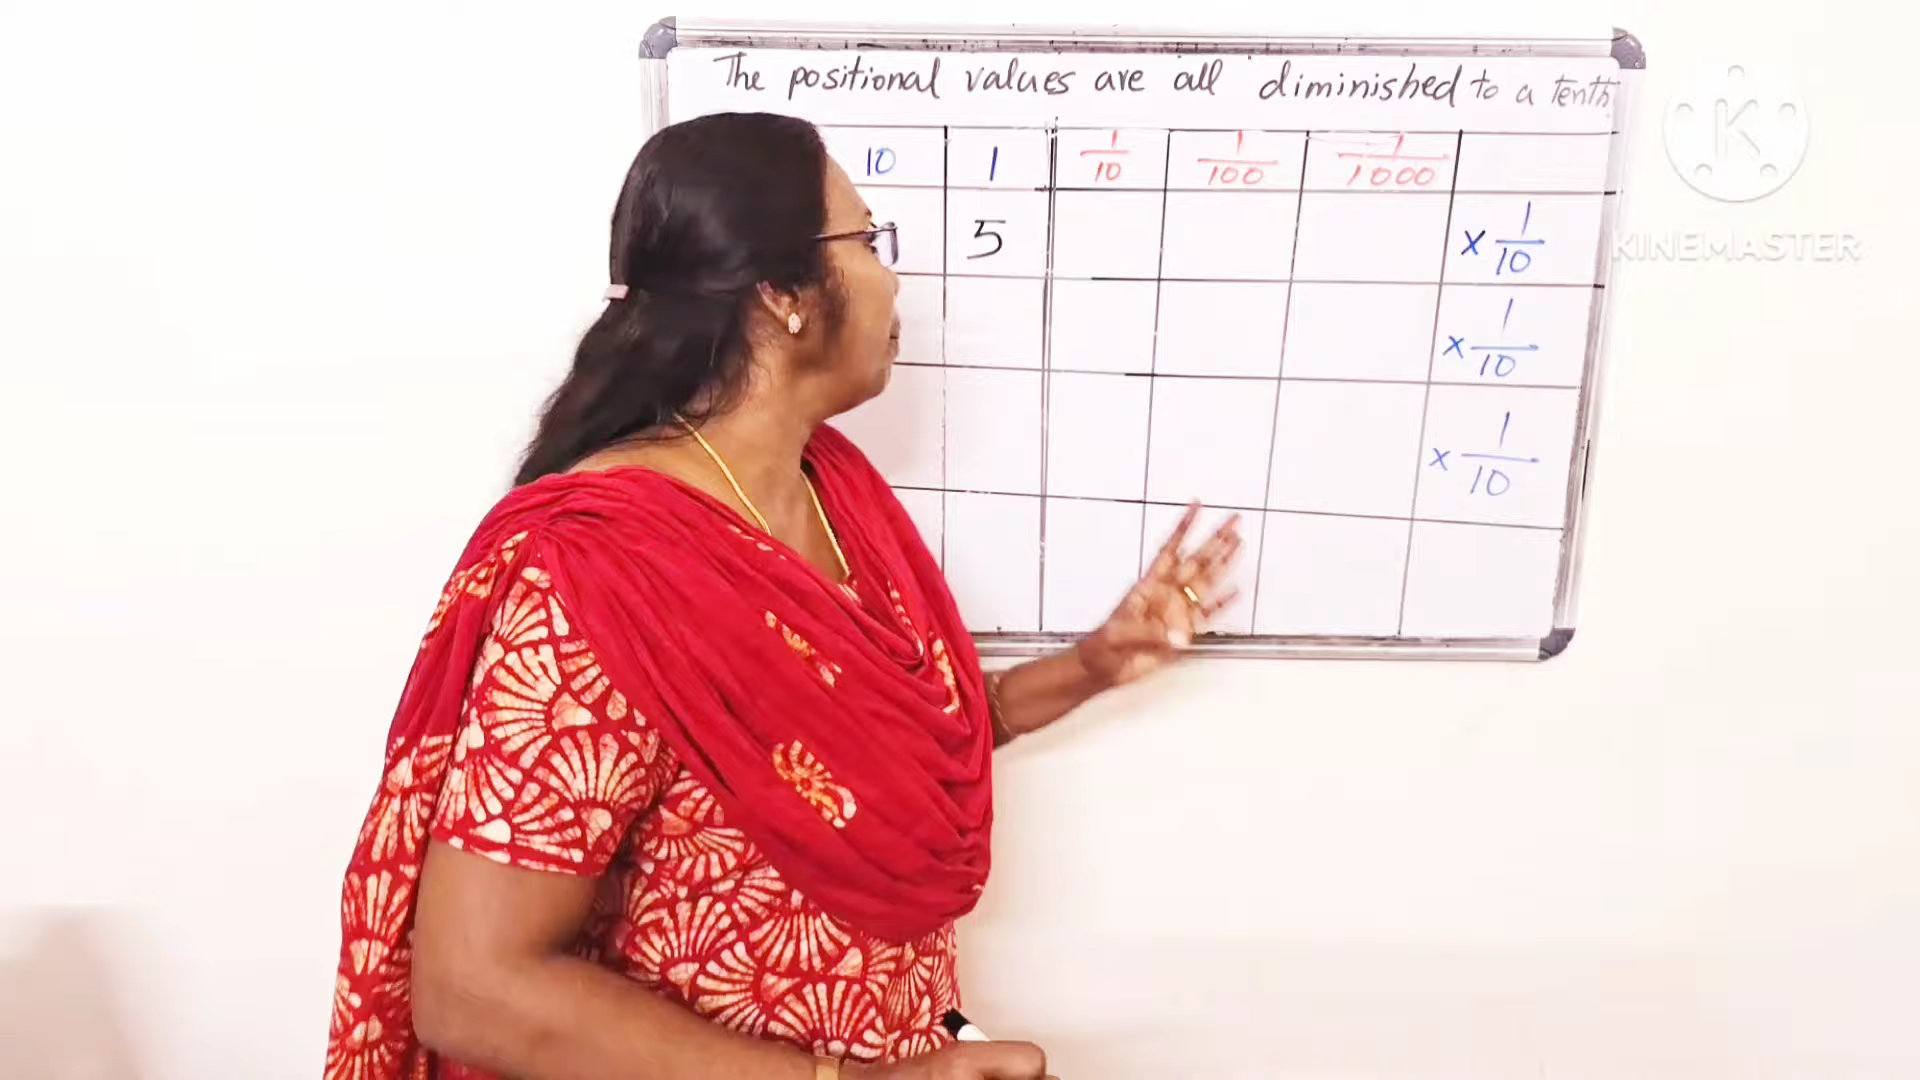 The positional values are all diminished to a tenth
10 1 1/10 1/100 1/1000
5 × 1/10
× 1/10
× 1/10
K
KINEMASTER